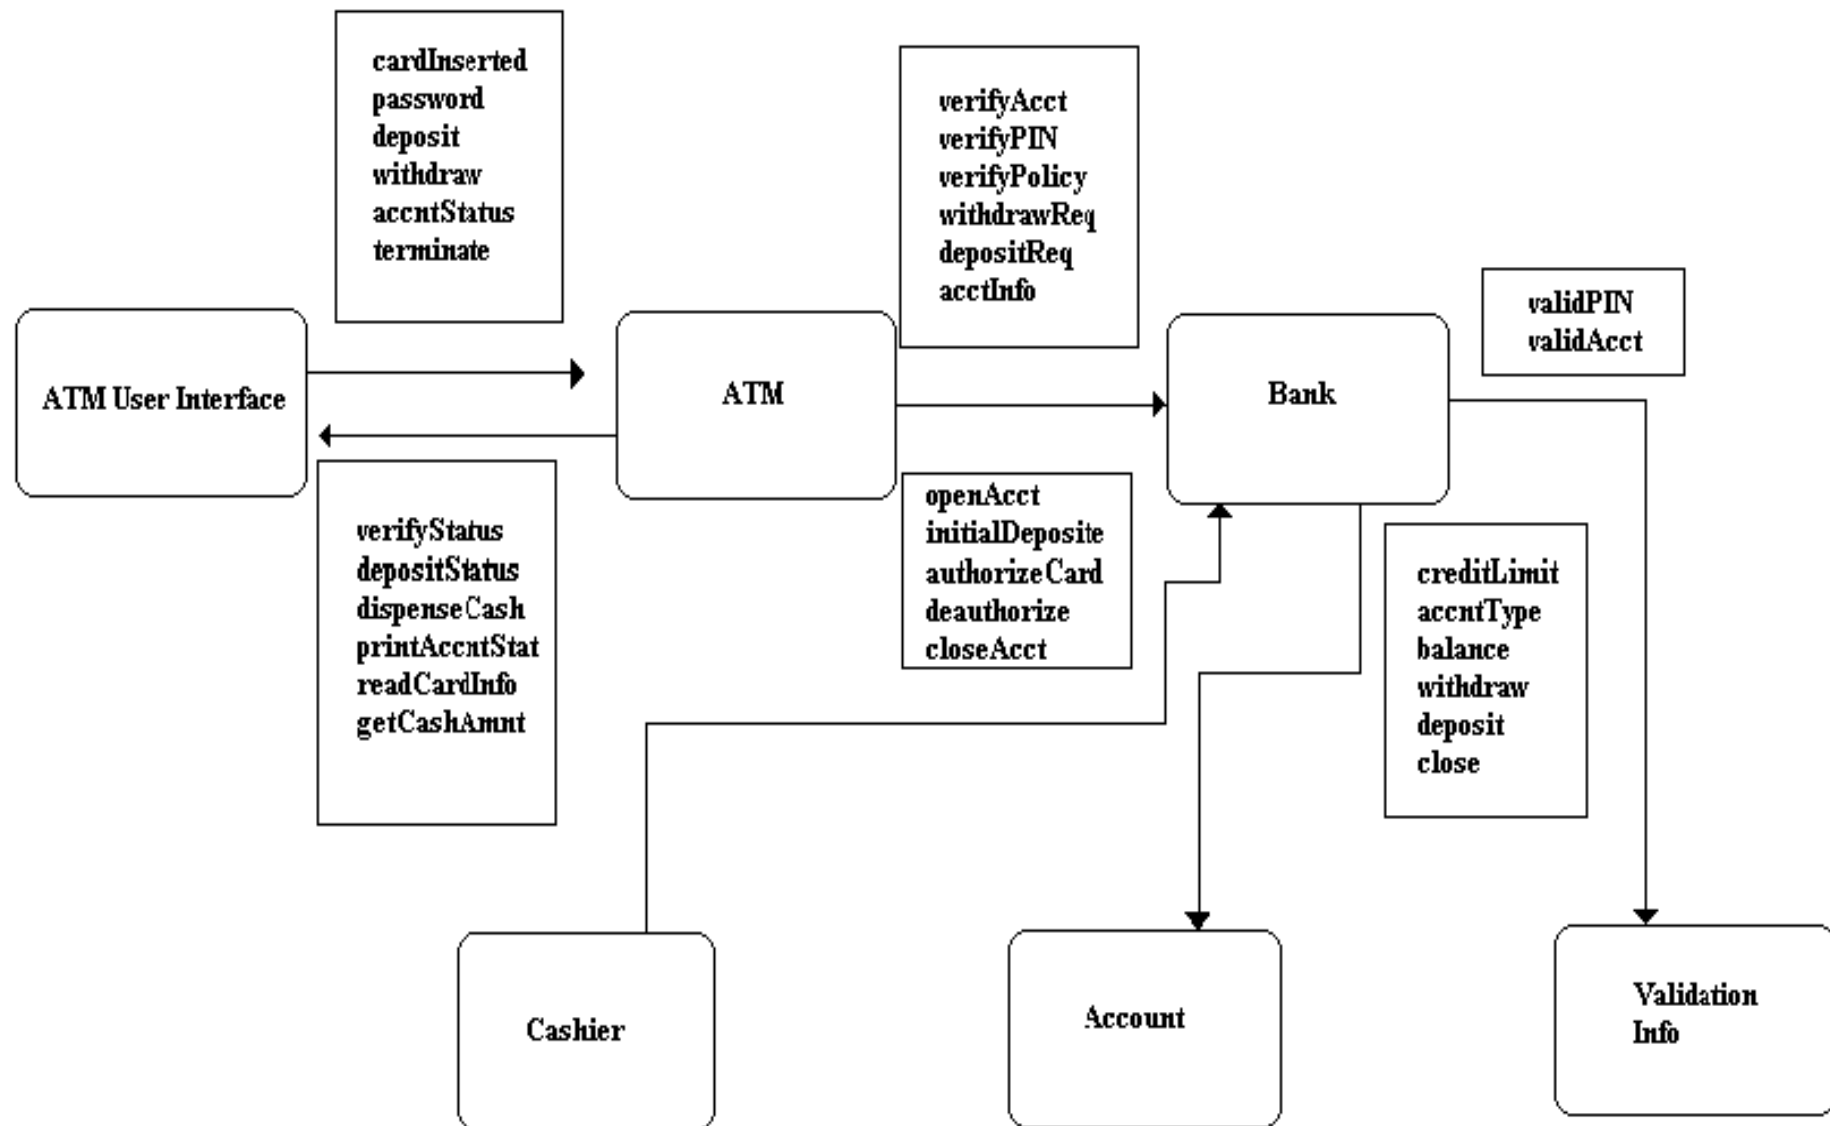 cardInserted
password
deposit
withdraw
accntStatus
terminate
verifyAcct
verifyPIN
verifyPolicy
withdrawReq
depositReq
acctInfo
validPIN
validAcct
ATM User Interface
ATM
Bank
verifyStatus
depositStatus
dispenseCash
printAccntStat
readCardInfo
getCashAmnt
openAcct
initialDeposite
authorizeCard
deauthorize
closeAcct
creditLimit
accntType
balance
withdraw
deposit
close
Cashier
Account
Validation
Info